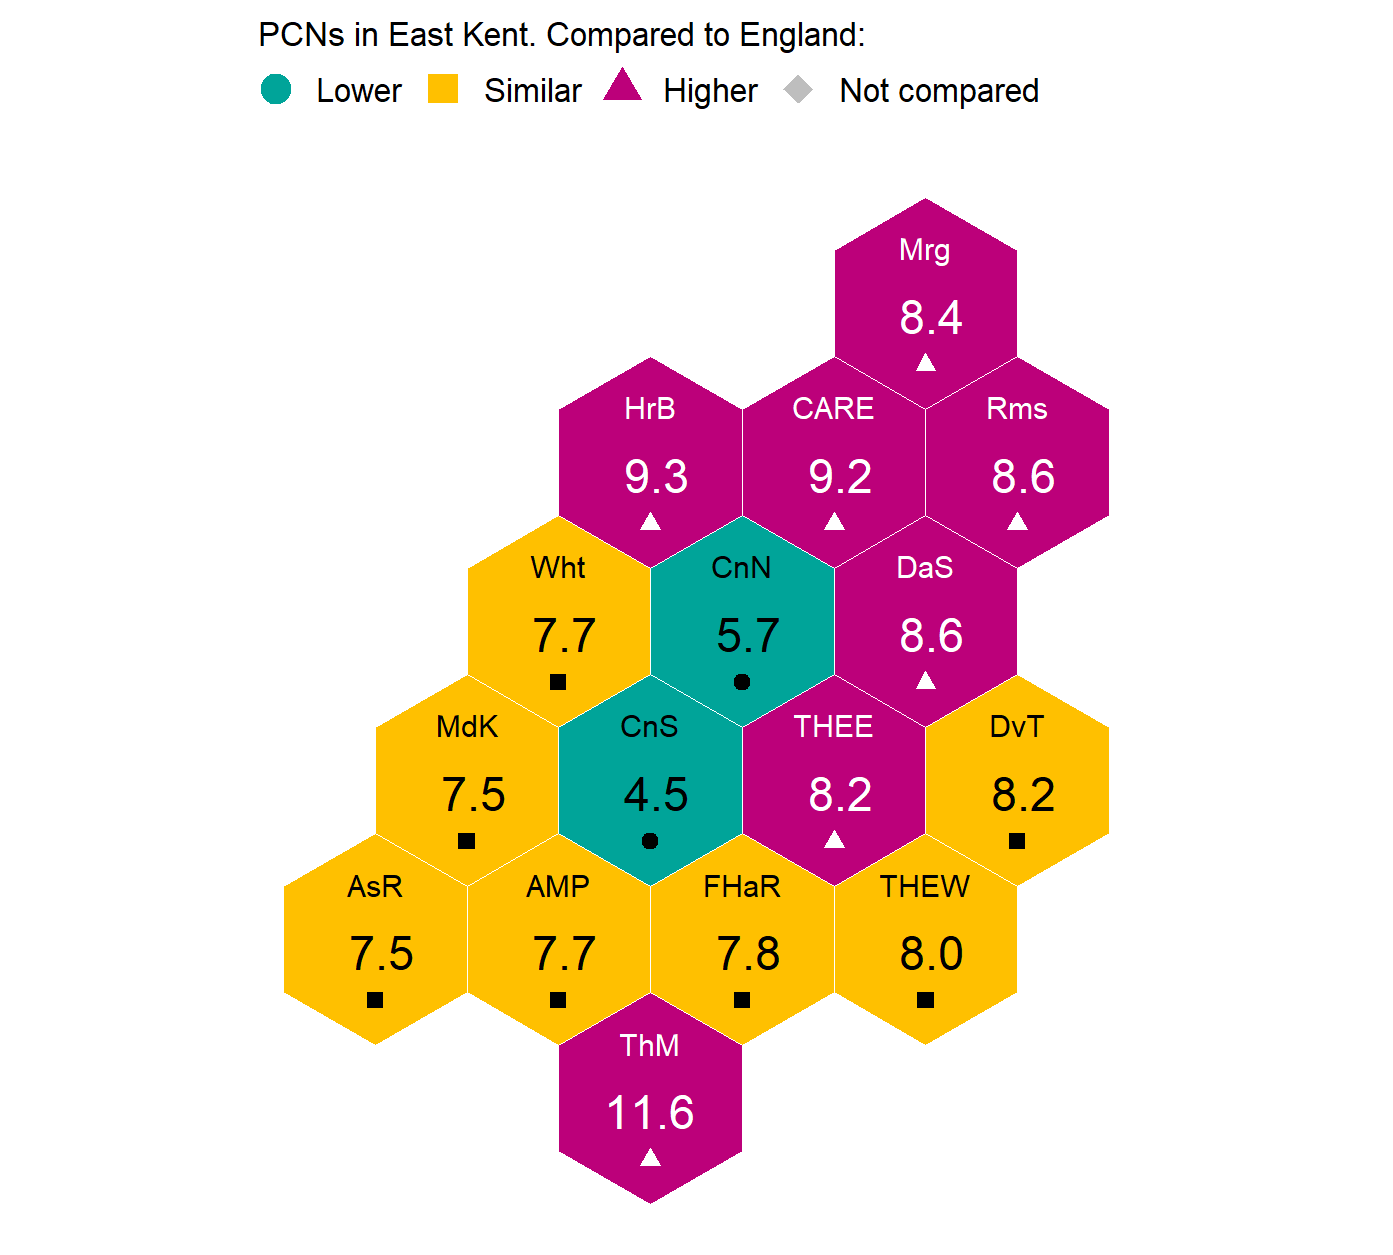 PCNs in East Kent. Compared to England:
Lower Similar Higher Not compared
Mrg
8.4
HrB CARE Rms
9.3 9.2 8.6
Wht CnN DaS
7.7 5.7 8.6
MdK CnS THEE DvT
7.5 4.5 8.2 8.2
AsR AMP FHaR THEW
7.5 7.7 7.8 8.0
ThM
11.6